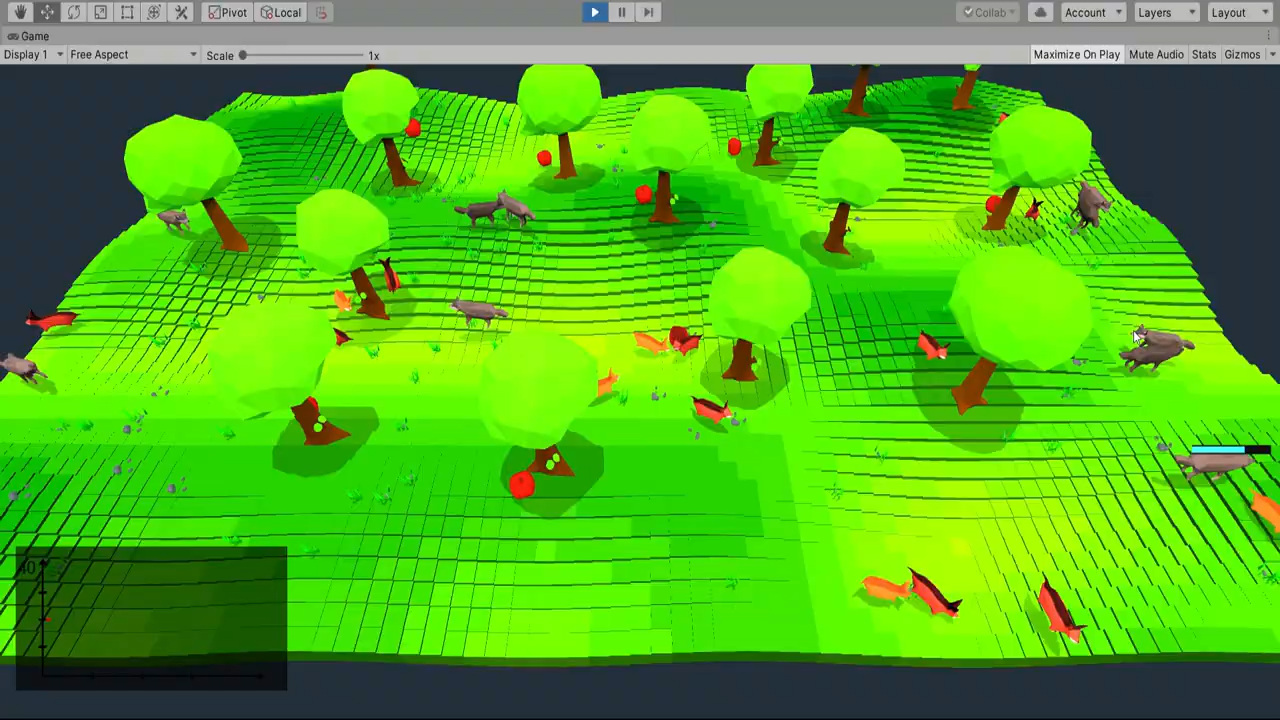 Pivot Local Collab Account Layers Layout
Game
Display 1 Free Aspect Scale 1x Maximize On Play Mute Audio Stats Gizmos
40